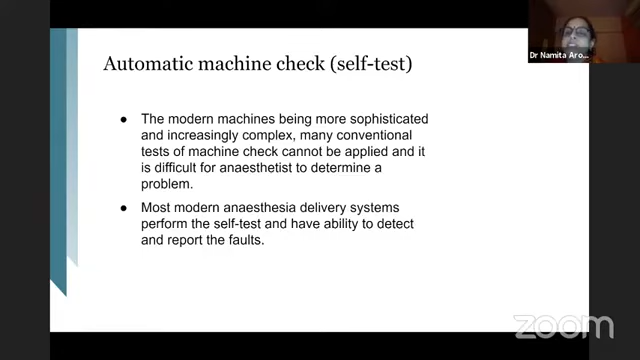 Automatic machine check (self-test)
● The modern machines being more sophisticated
and increasingly complex, many conventional
tests of machine check cannot be applied and it
is difficult for anaesthetist to determine a
problem.
● Most modern anaesthesia delivery systems
perform the self-test and have ability to detect
and report the faults.
Dr Namita Aro...
zoom